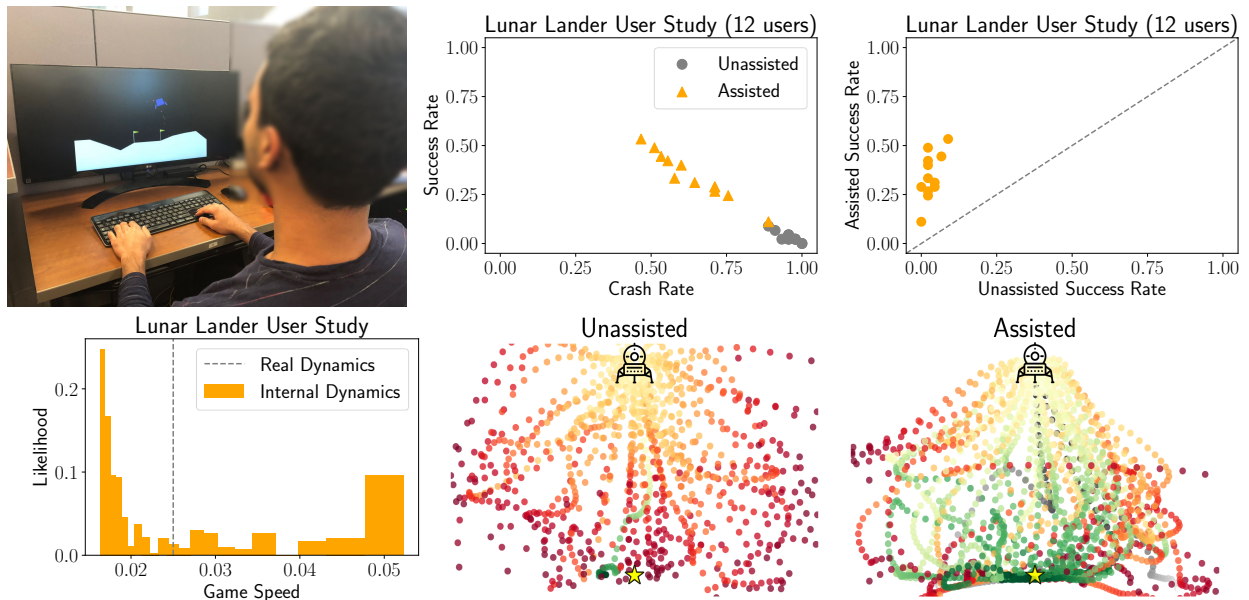 Lunar Lander User Study (12 users)
Success Rate
1.00
0.75
0.50
0.25
0.00
Unassisted
Assisted
0.00 0.25 0.50 0.75 1.00
Crash Rate
Lunar Lander User Study (12 users)
Assisted Success Rate
1.00
0.75
0.50
0.25
0.00
0.00 0.25 0.50 0.75 1.00
Unassisted Success Rate
Lunar Lander User Study
Likelihood
0.2
0.1
0.0
Real Dynamics
Internal Dynamics
0.02 0.03 0.04 0.05
Game Speed
Unassisted
Assisted